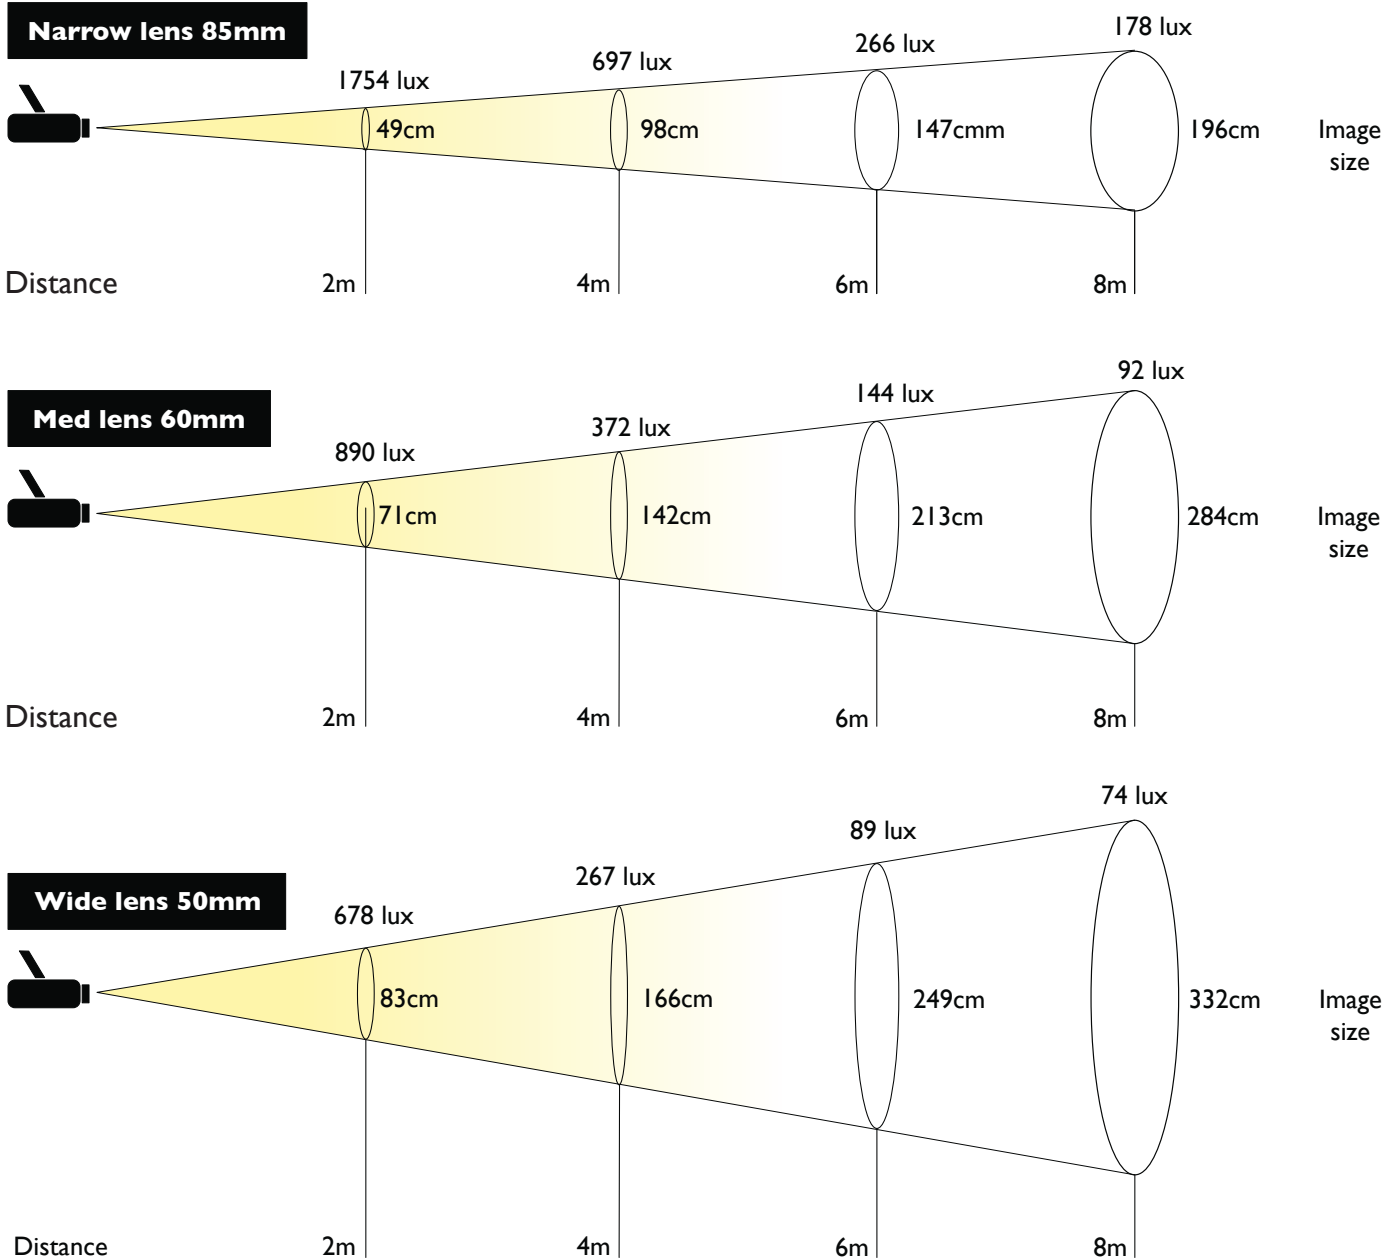 Narrow lens 85mm
178 lux
266 lux
697 lux
1754 lux
49cm
98cm
147cmm
196cm
Image
size
Distance
2m
4m
6m
8m
92 lux
144 lux
Med lens 60mm
372 lux
890 lux
71cm
142cm
213cm
284cm
Image
size
Distance
2m
4m
6m
8m
74 lux
89 lux
267 lux
Wide lens 50mm
678 lux
83cm
166cm
249cm
332cm
Image
size
Distance
2m
4m
6m
8m